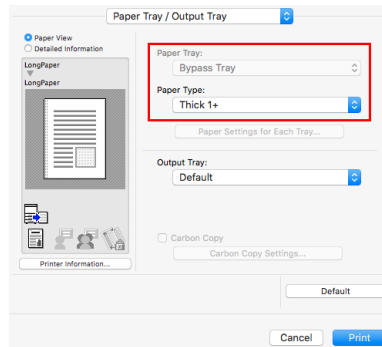 Paper Tray / Output Tray
Paper View
Detailed Information
LongPaper
LongPaper
Printer Information...
Paper Tray:
Bypass Tray
Paper Type:
Thick 1+
Paper Settings for Each Tray...
Output Tray:
Default
Carbon Copy
Carbon Copy Settings...
Default
Cancel
Print